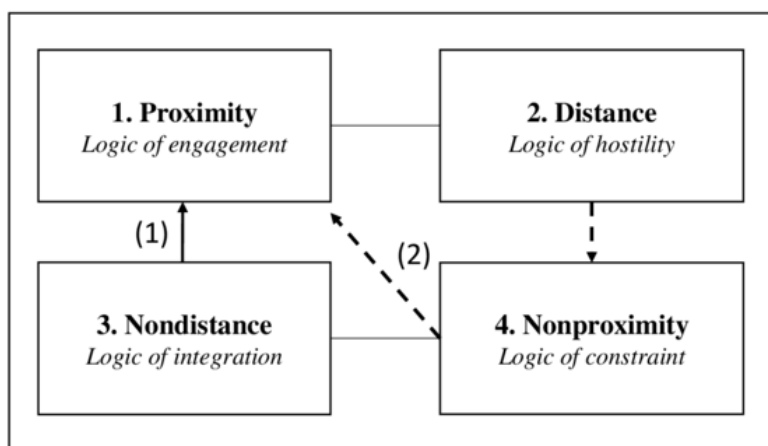 1. Proximity
Logic of engagement
2. Distance
Logic of hostility
(1)
(2)
3. Nondistance
Logic of integration
4. Nonproximity
Logic of constraint